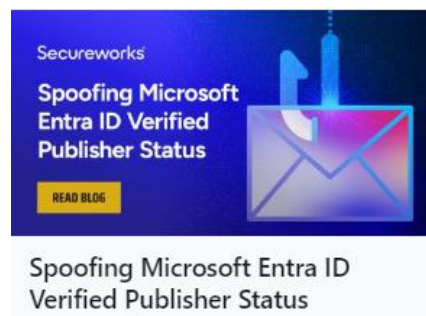 Secureworks
Spoofing Microsoft
Entra ID Verified
Publisher Status
READ BLOG
Spoofing Microsoft Entra ID
Verified Publisher Status